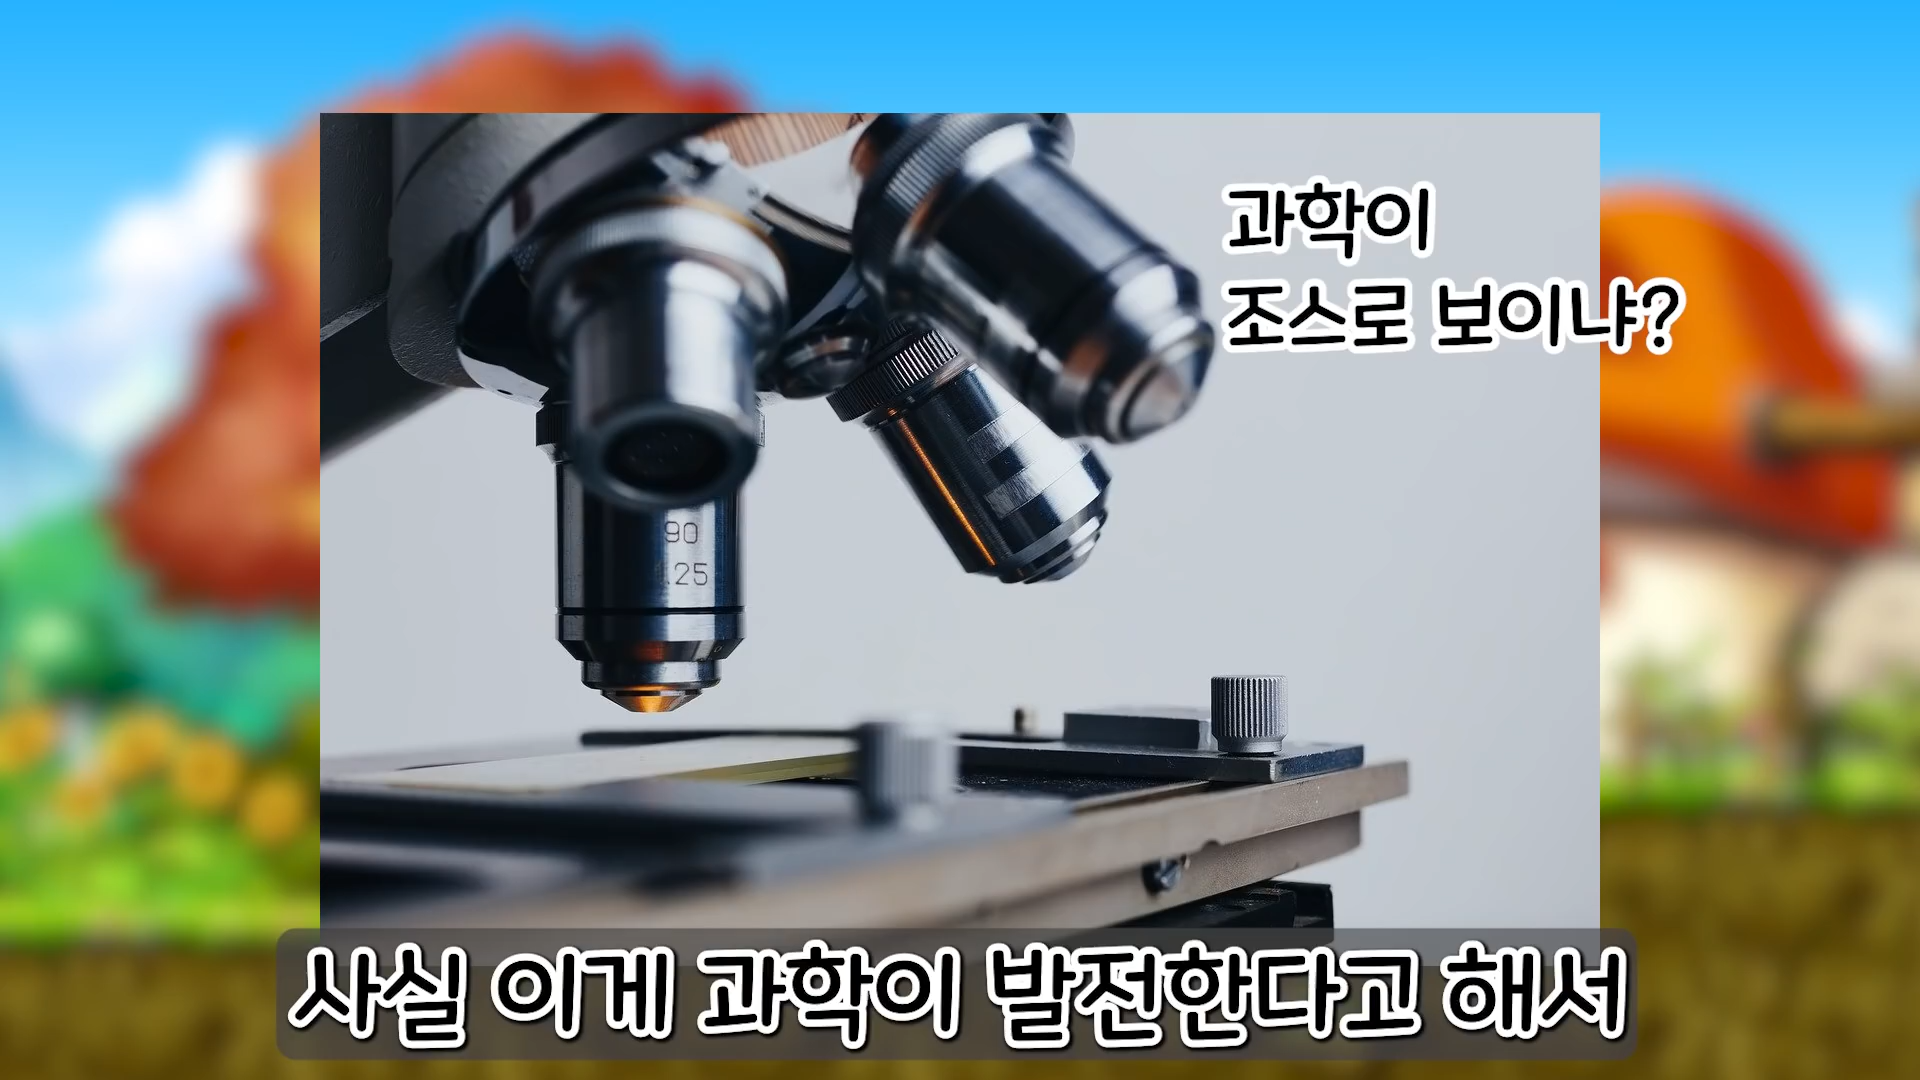 과학이
조스로 보이냐?
90
.25
사실 이게 과학이 발전한다고 해서